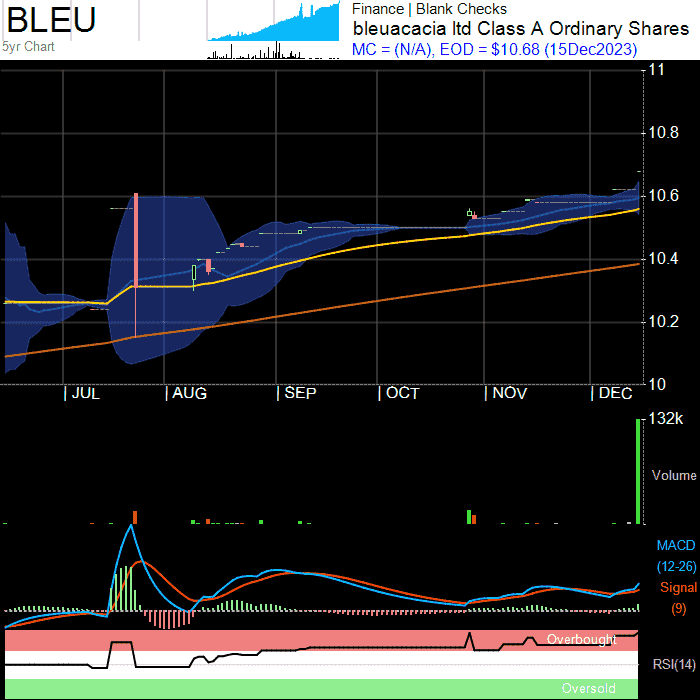 BLEU
5yr Chart
Finance | Blank Checks
bleuacacia ltd Class A Ordinary Shares
MC = (N/A), EOD = $10.68 (15Dec2023)
11
10.8
10.6
10.4
10.2
10
JUL
AUG
SEP
OCT
NOV
DEC
132k
Volume
MACD
(12-26)
Signal
(9)
Overbought
RSI(14)
Oversold